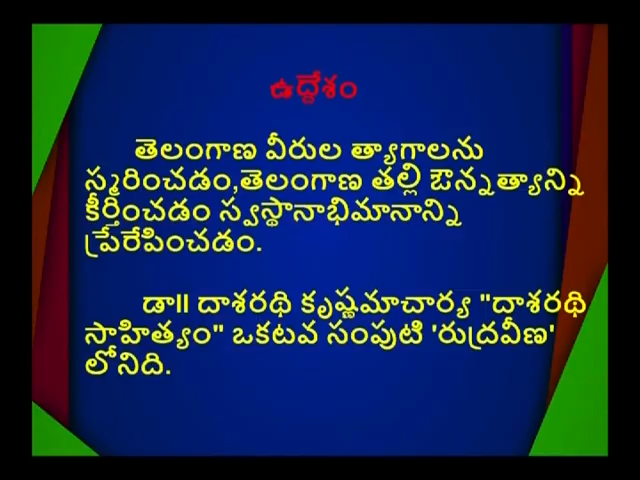 ఉద్దేశం
తెలంగాణ వీరుల త్యాగాలను
స్మరించడం,తెలంగాణ తల్లి ఔన్నత్యాన్ని
కీర్తించడం స్వస్థానాభిమానాన్ని
ప్రేరేపించడం.
డా॥ దాశరథి కృష్ణమాచార్య "దాశరథి
సాహిత్యం" ఒకటవ సంపుటి 'రుద్రవీణ'
లోనిది.